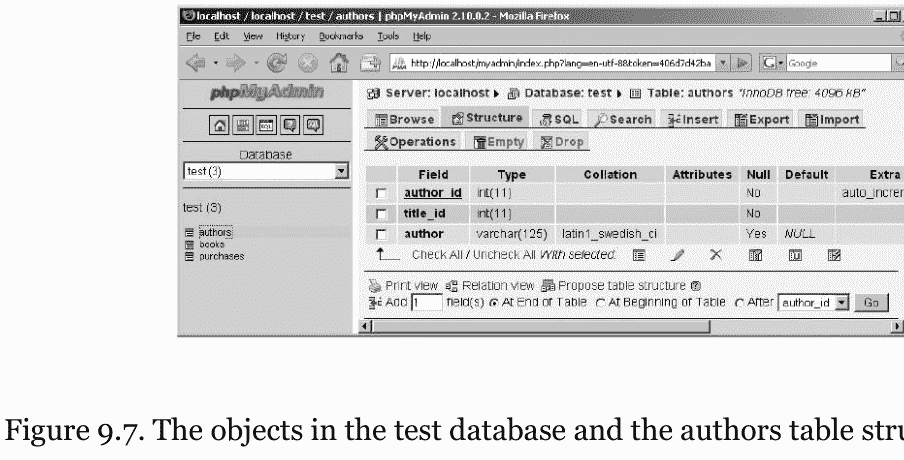 localhost / localhost / test / authors | phpMyAdmin 2.10.0.2 - Mozilla Firefox
File Edit View History Bookmarks Tools Help
http://localhost/myadmin/index.php?lang=en-utf-8&token=406d7d42ba G Google
phpMyAdmin
Server: localhost Database: test Table: authors "InnoDB free: 4096 kB"
Browse Structure SQL Search Insert Export Import
Operations Empty Drop
Database
test (3)
test (3)
authors
books
purchases
Field Type Collation Attributes Null Default Extra
author_id int(11) No auto_incren
title_id int(11) No
author varchar(125) latin1_swedish_ci Yes NULL
Check All / Uncheck All With selected:
Print view Relation view Propose table structure
Add 1 field(s) At End of Table At Beginning of Table After author_id Go
Figure 9.7. The objects in the test database and the authors table stru